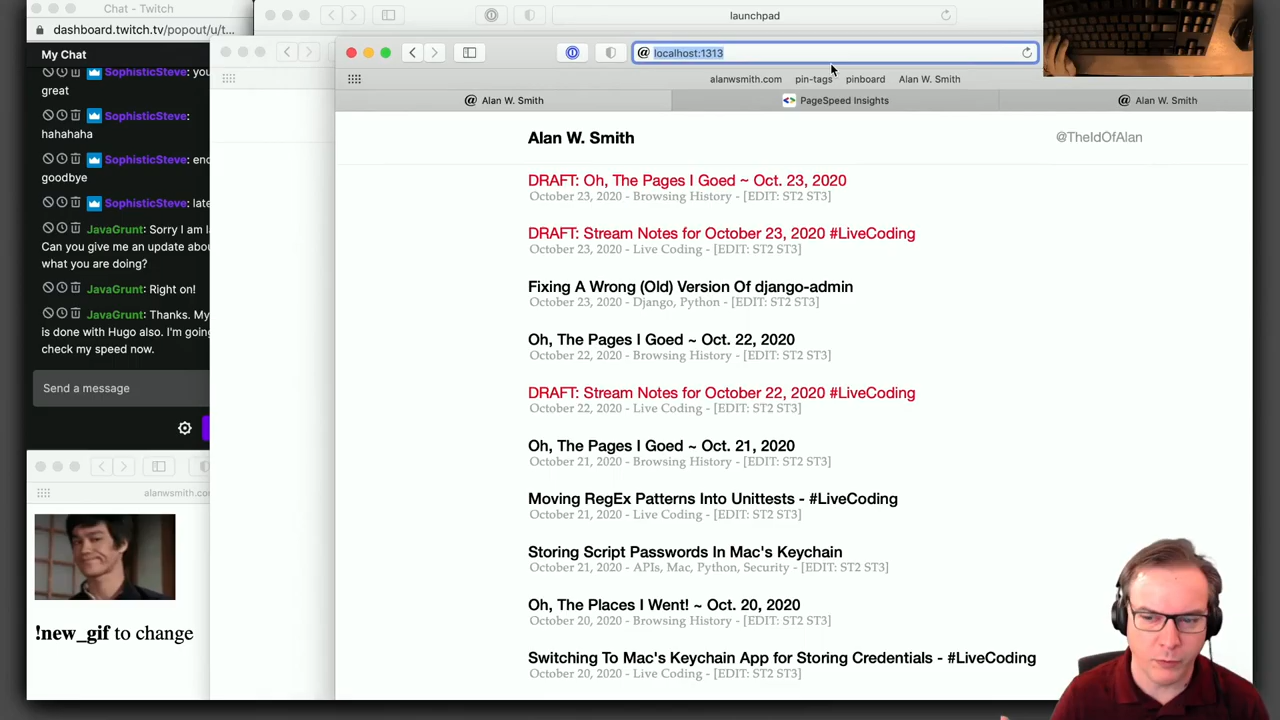 Chat - Twitch
dashboard.twitch.tv/popout/u/t...
My Chat
SophisticSteve: you
great
SophisticSteve:
hahahaha
SophisticSteve: end
goodbye
SophisticSteve: late
JavaGrunt: Sorry I am l
Can you give me an update abou
what you are doing?
JavaGrunt: Right on!
JavaGrunt: Thanks. My
is done with Hugo also. I'm going
check my speed now.
Send a message
alanwsmith.co
!new_gif to change
launchpad
localhost:1313
alanwsmith.com pin-tags pinboard Alan W. Smith
Alan W. Smith PageSpeed Insights Alan W. Smith
Alan W. Smith @TheIdOfAlan
DRAFT: Oh, The Pages I Goed ~ Oct. 23, 2020
October 23, 2020 - Browsing History - [EDIT: ST2 ST3]
DRAFT: Stream Notes for October 23, 2020 #LiveCoding
October 23, 2020 - Live Coding - [EDIT: ST2 ST3]
Fixing A Wrong (Old) Version Of django-admin
October 23, 2020 - Django, Python - [EDIT: ST2 ST3]
Oh, The Pages I Goed ~ Oct. 22, 2020
October 22, 2020 - Browsing History - [EDIT: ST2 ST3]
DRAFT: Stream Notes for October 22, 2020 #LiveCoding
October 22, 2020 - Live Coding - [EDIT: ST2 ST3]
Oh, The Pages I Goed ~ Oct. 21, 2020
October 21, 2020 - Browsing History - [EDIT: ST2 ST3]
Moving RegEx Patterns Into Unittests - #LiveCoding
October 21, 2020 - Live Coding - [EDIT: ST2 ST3]
Storing Script Passwords In Mac's Keychain
October 21, 2020 - APIs, Mac, Python, Security - [EDIT: ST2 ST3]
Oh, The Places I Went! ~ Oct. 20, 2020
October 20, 2020 - Browsing History - [EDIT: ST2 ST3]
Switching To Mac's Keychain App for Storing Credentials - #LiveCoding
October 20, 2020 - Live Coding - [EDIT: ST2 ST3]